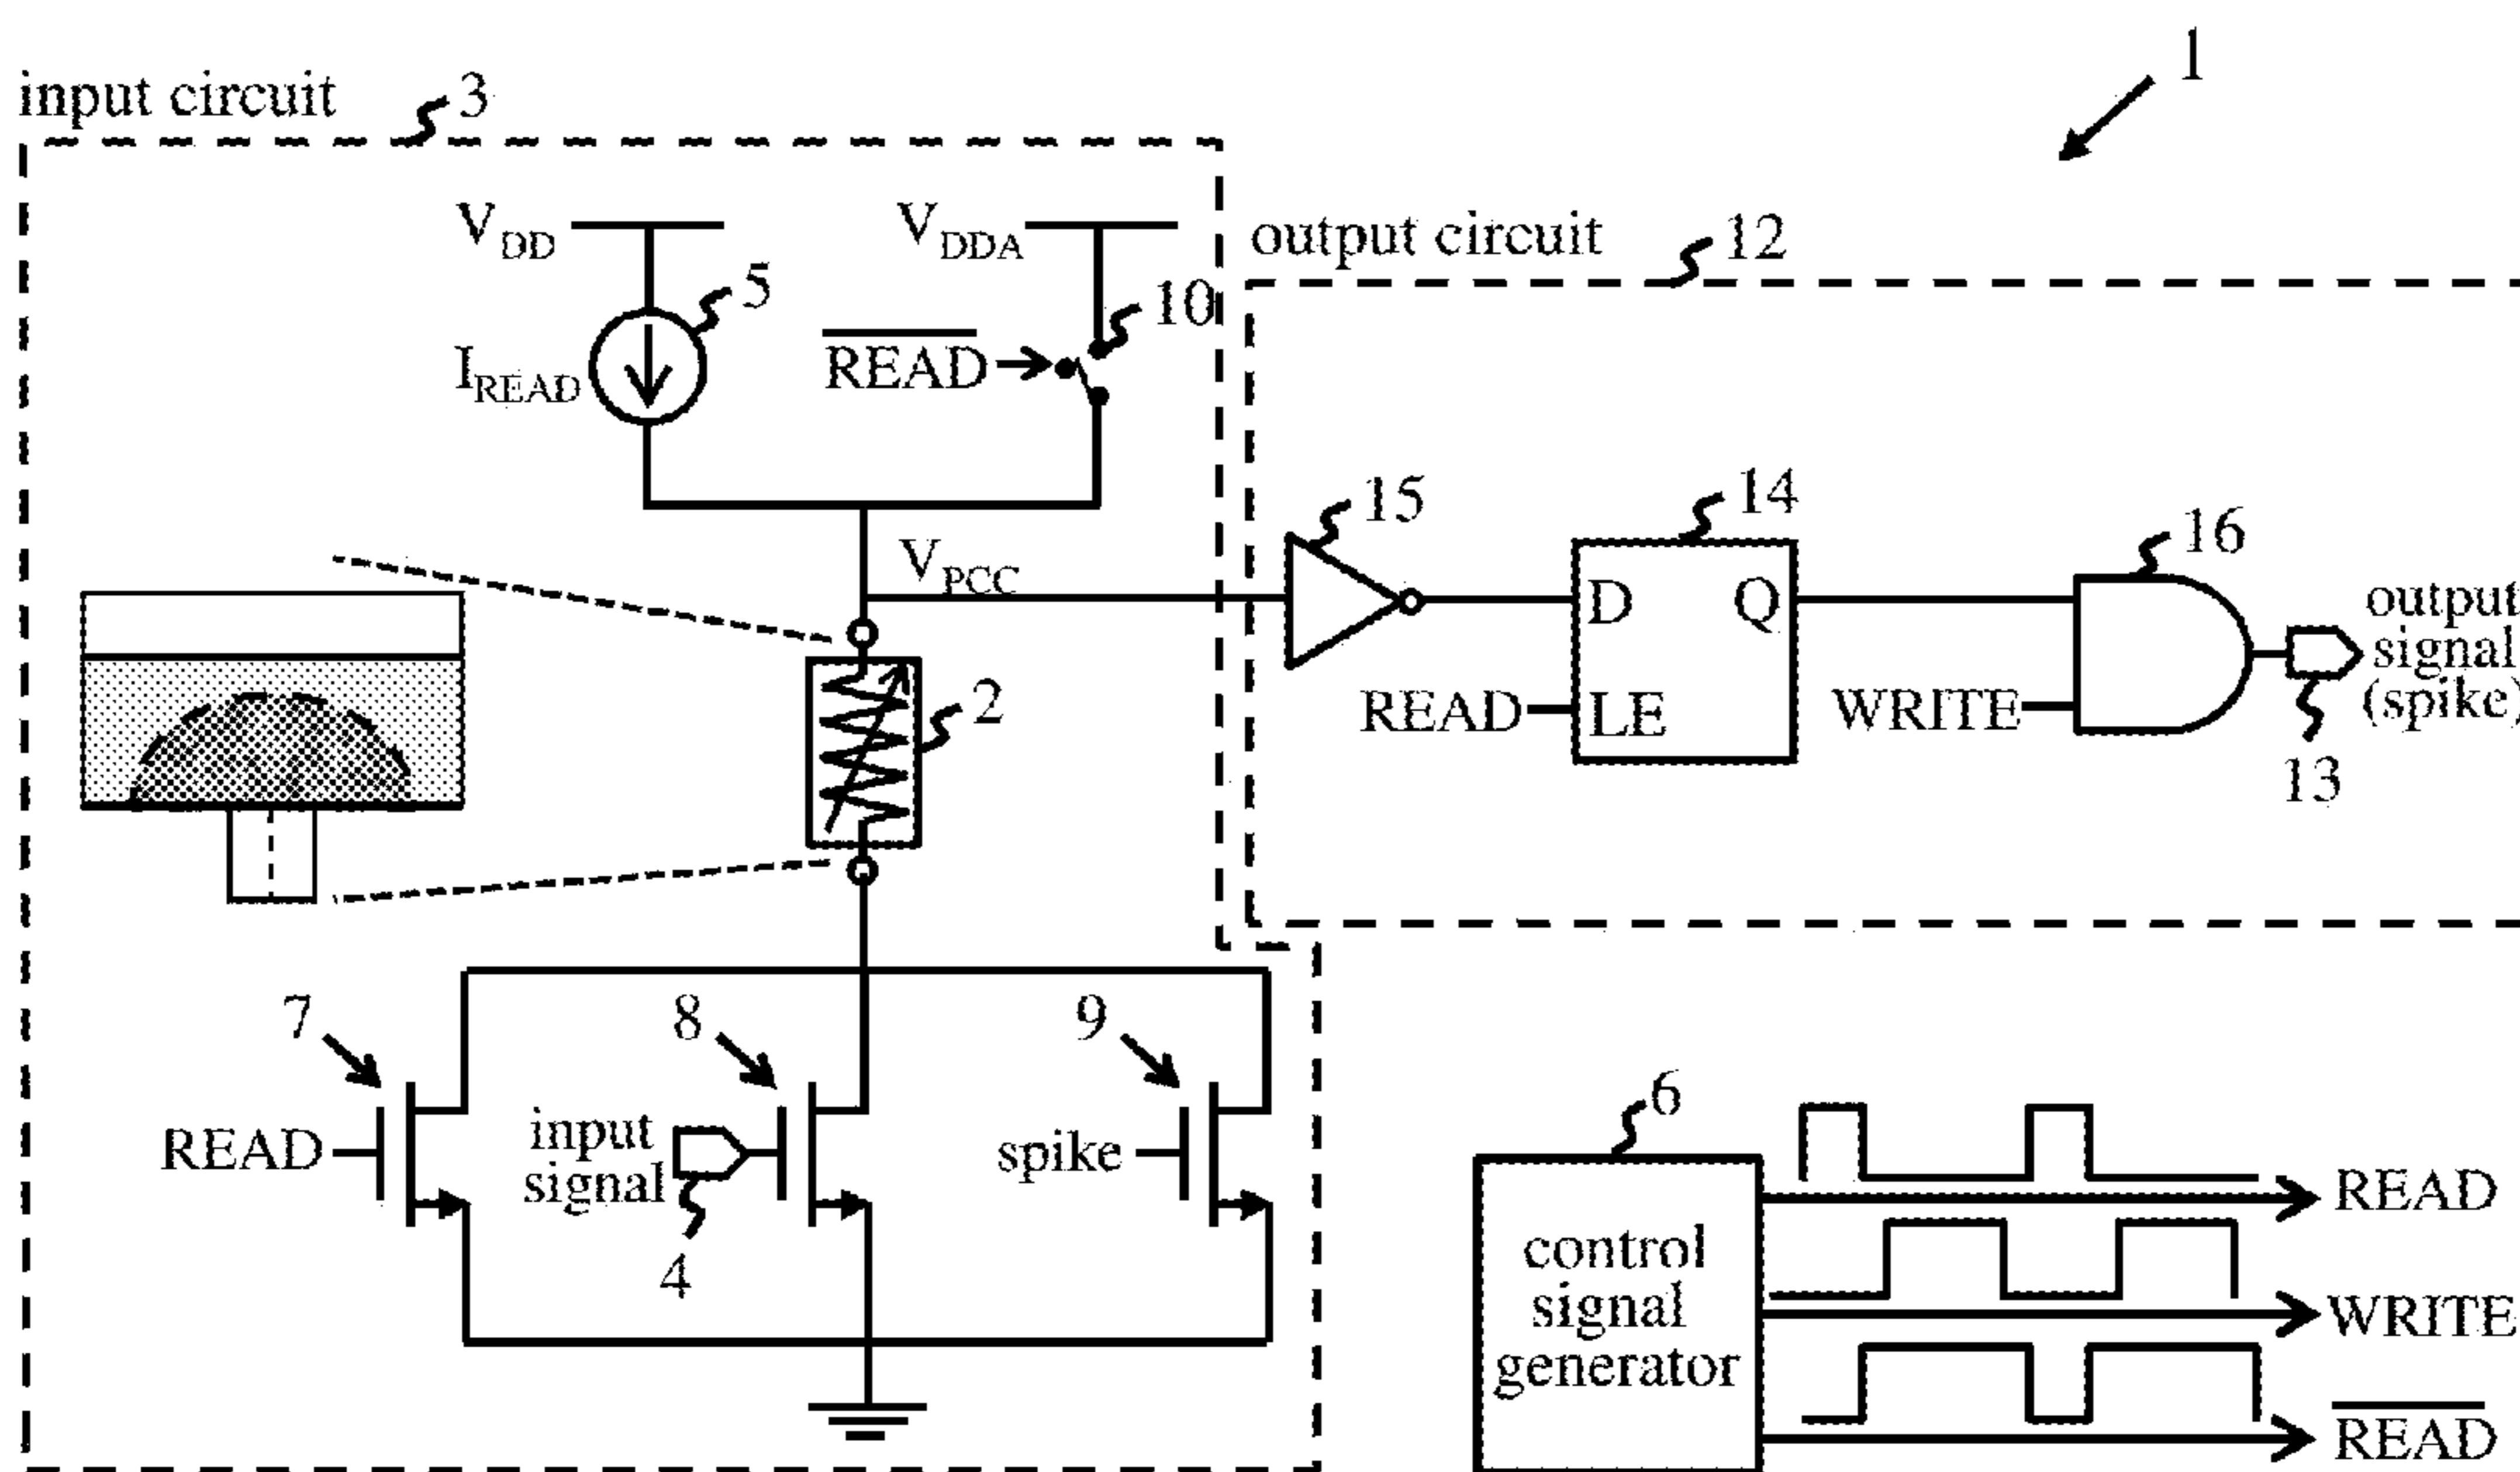 1
input circuit
3
V_DD
V_DDA
output circuit
12
5
10
I_READ
READ
15
14
16
V_PCC
D
Q
output
signal
(spike)
READ
LE
WRITE
2
13
7
8
9
READ
input
signal
spike
4
6
control
signal
generator
READ
WRITE
READ